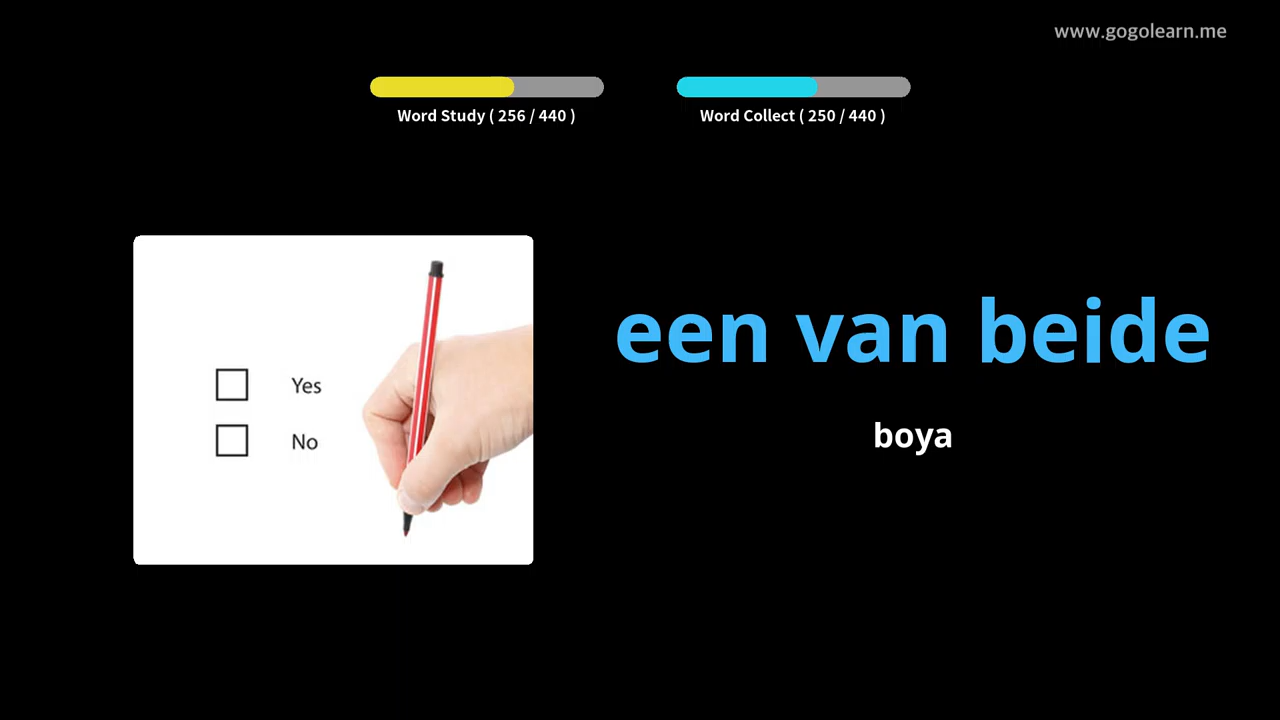 www.gogolearn.me
Word Study ( 256 / 440 )
Word Collect ( 250 / 440 )
Yes
No
een van beide
boya